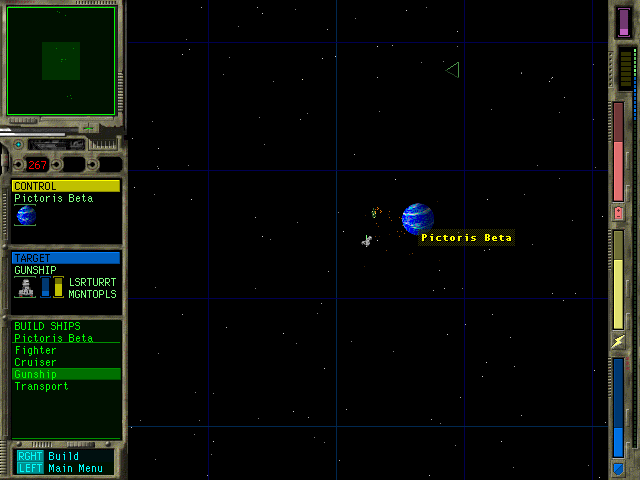 267
CONTROL
Pictoris Beta
TARGET
GUNSHIP
LSRTURRT
MGNTOPLS
BUILD SHIPS
Pictoris Beta
Fighter
Cruiser
Gunship
Transport
RGHT Build
LEFT Main Menu
Pictoris Beta